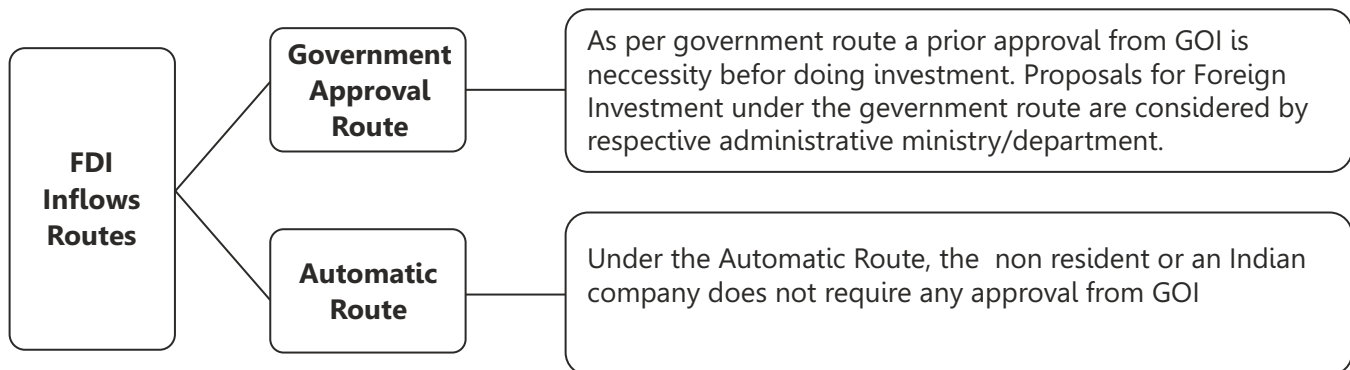 FDI
Inflows
Routes
Government
Approval
Route
As per government route a prior approval from GOI is
neccessity befor doing investment. Proposals for Foreign
Investment under the gevernment route are considered by
respective administrative ministry/department.
Automatic
Route
Under the Automatic Route, the  non resident or an Indian
company does not require any approval from GOI